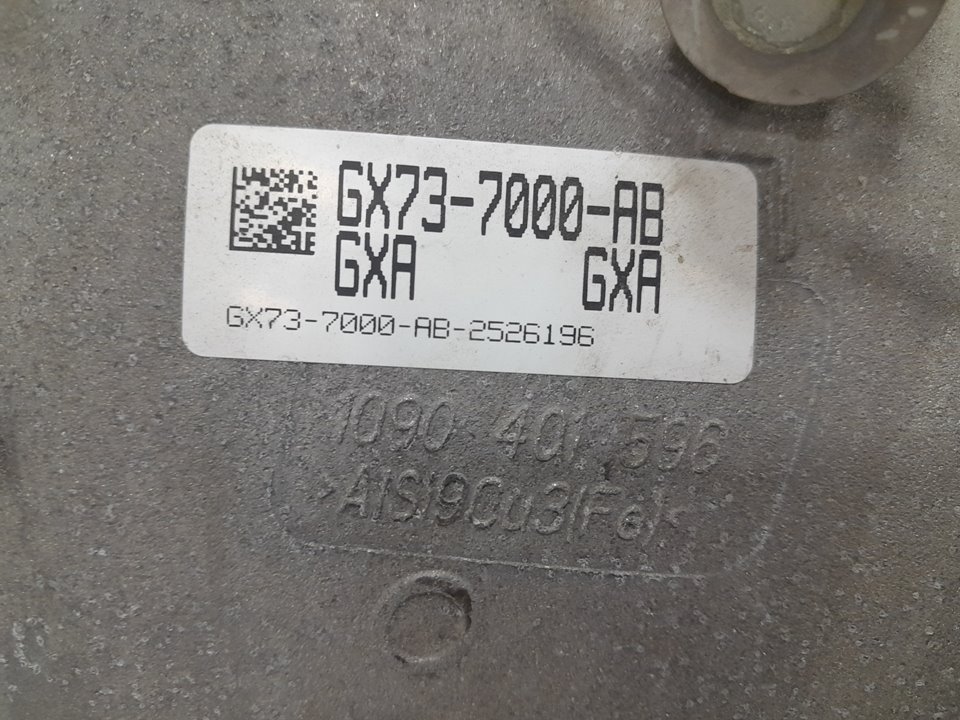 GX73-7000-AB
GXA GXA
GX73-7000-AB-2526196
1090 401 596
>AlSi9Cu3(Fe)<